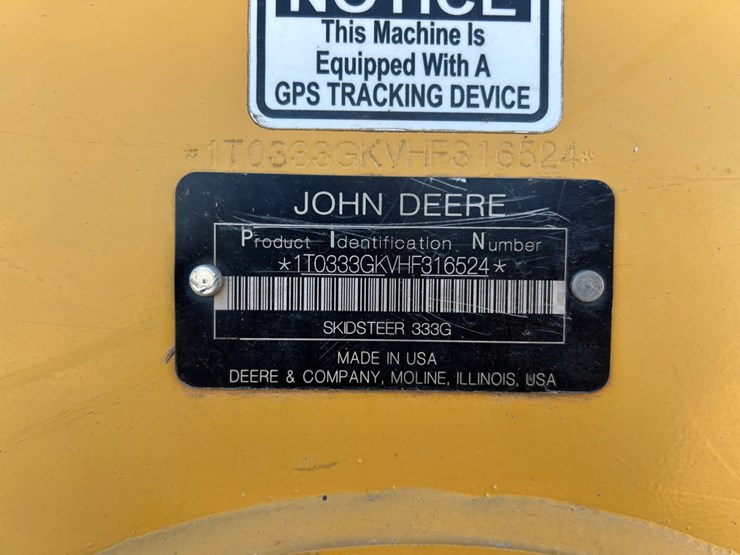 NOTICE
This Machine Is
Equipped With A
GPS TRACKING DEVICE
*1T0333GKVHF316524*
JOHN DEERE
Product Identification Number
*1T0333GKVHF316524*
SKIDSTEER 333G
MADE IN USA
DEERE & COMPANY, MOLINE, ILLINOIS, USA